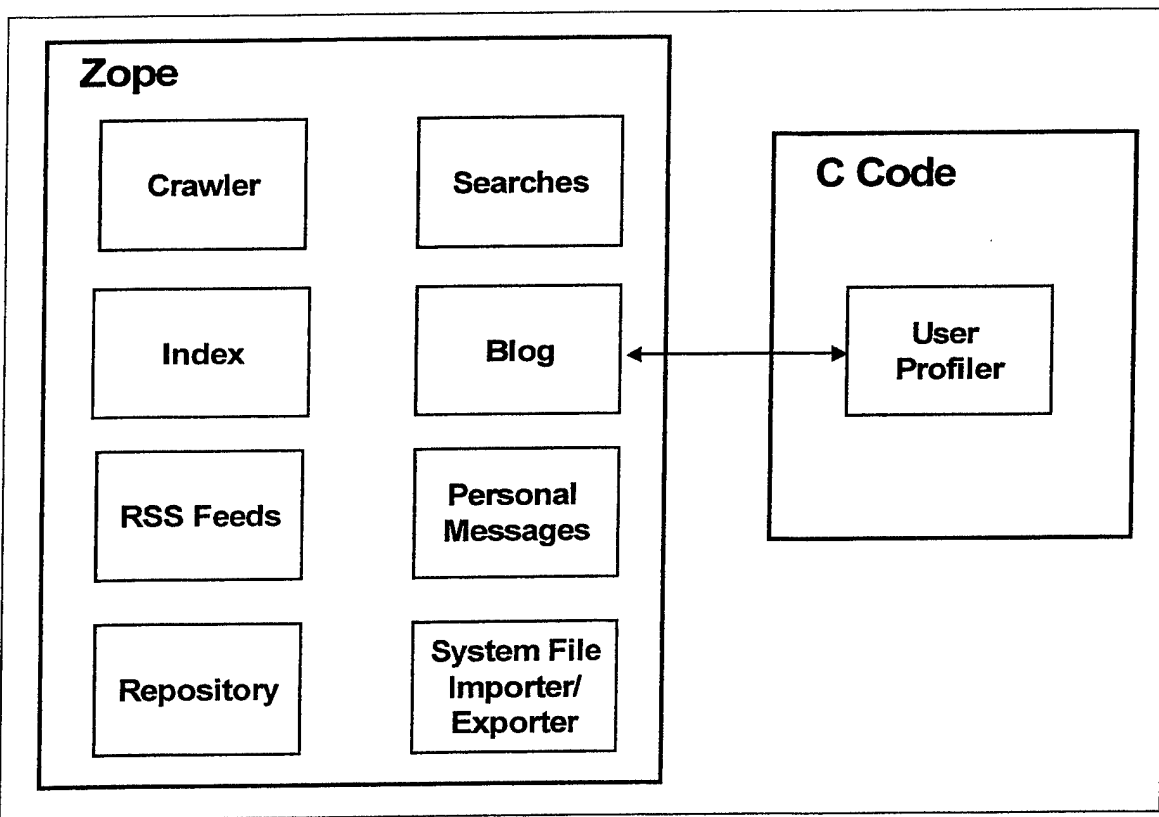 Zope
Crawler
Searches
Index
Blog
RSS Feeds
Personal
Messages
Repository
System File
Importer/
Exporter
C Code
User
Profiler